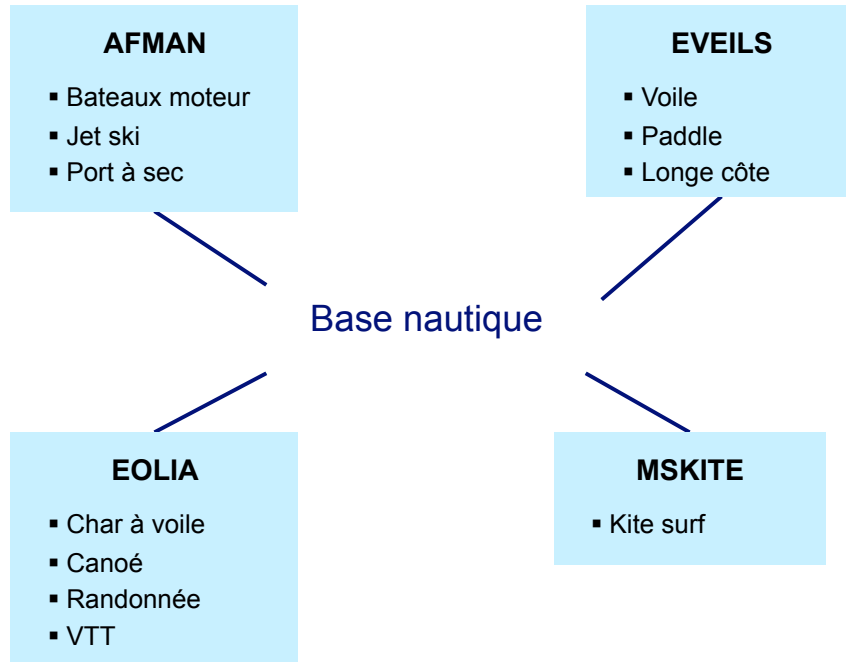 AFMAN
▪ Bateaux moteur
▪ Jet ski
▪ Port à sec
EVEILS
▪ Voile
▪ Paddle
▪ Longe côte
Base nautique
EOLIA
▪ Char à voile
▪ Canoé
▪ Randonnée
▪ VTT
MSKITE
▪ Kite surf